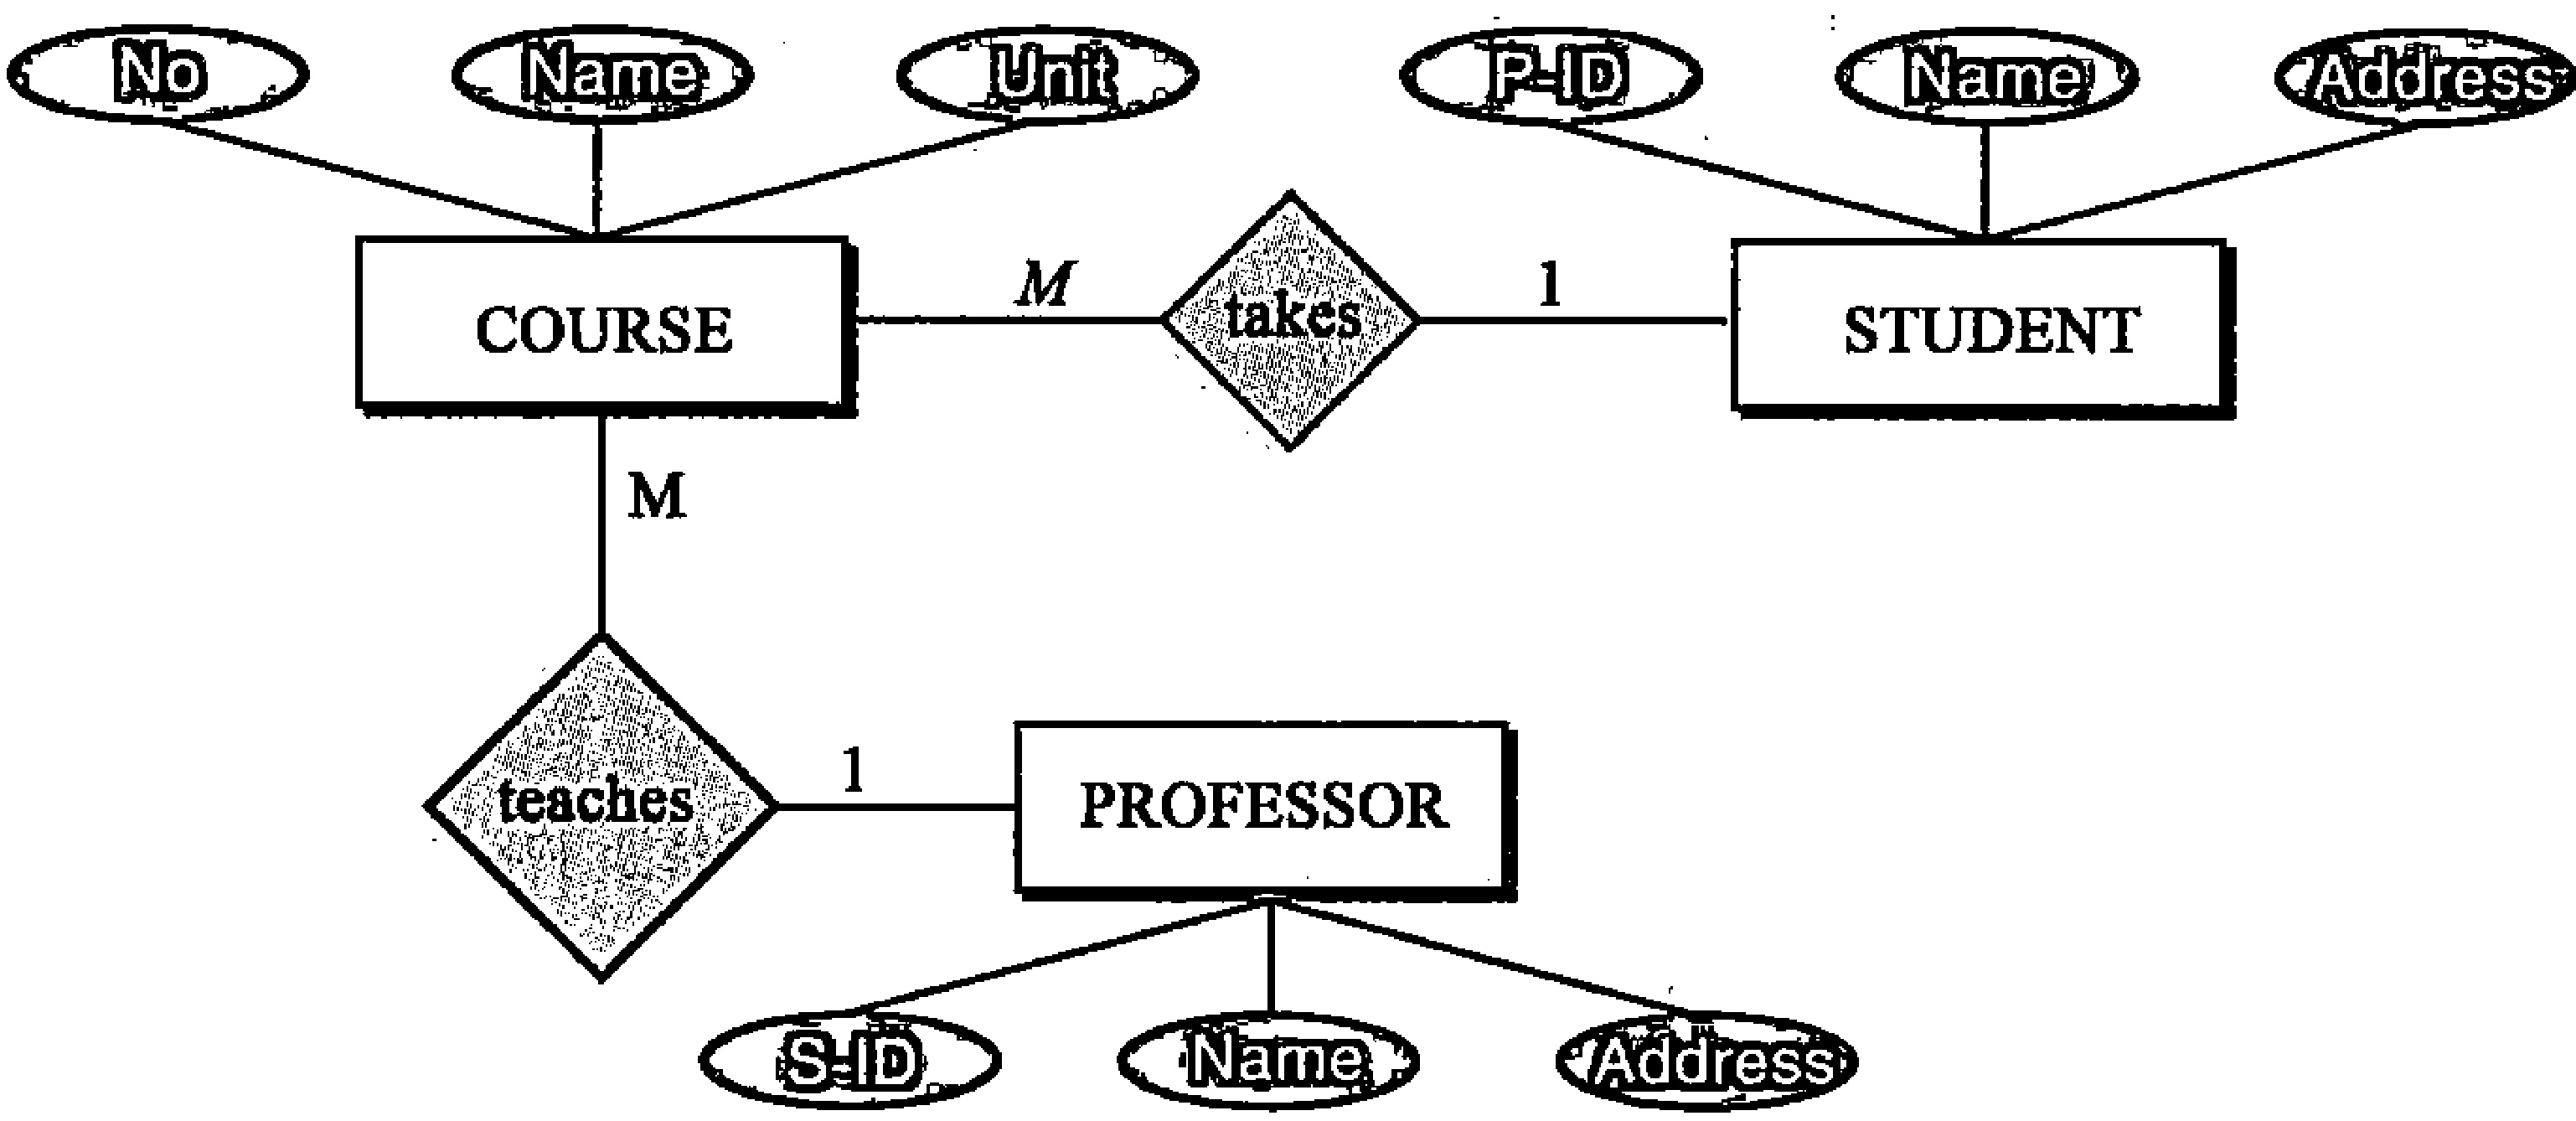 No Name Unit P-ID Name Address
COURSE M takes 1 STUDENT
M
teaches 1 PROFESSOR
S-ID Name Address